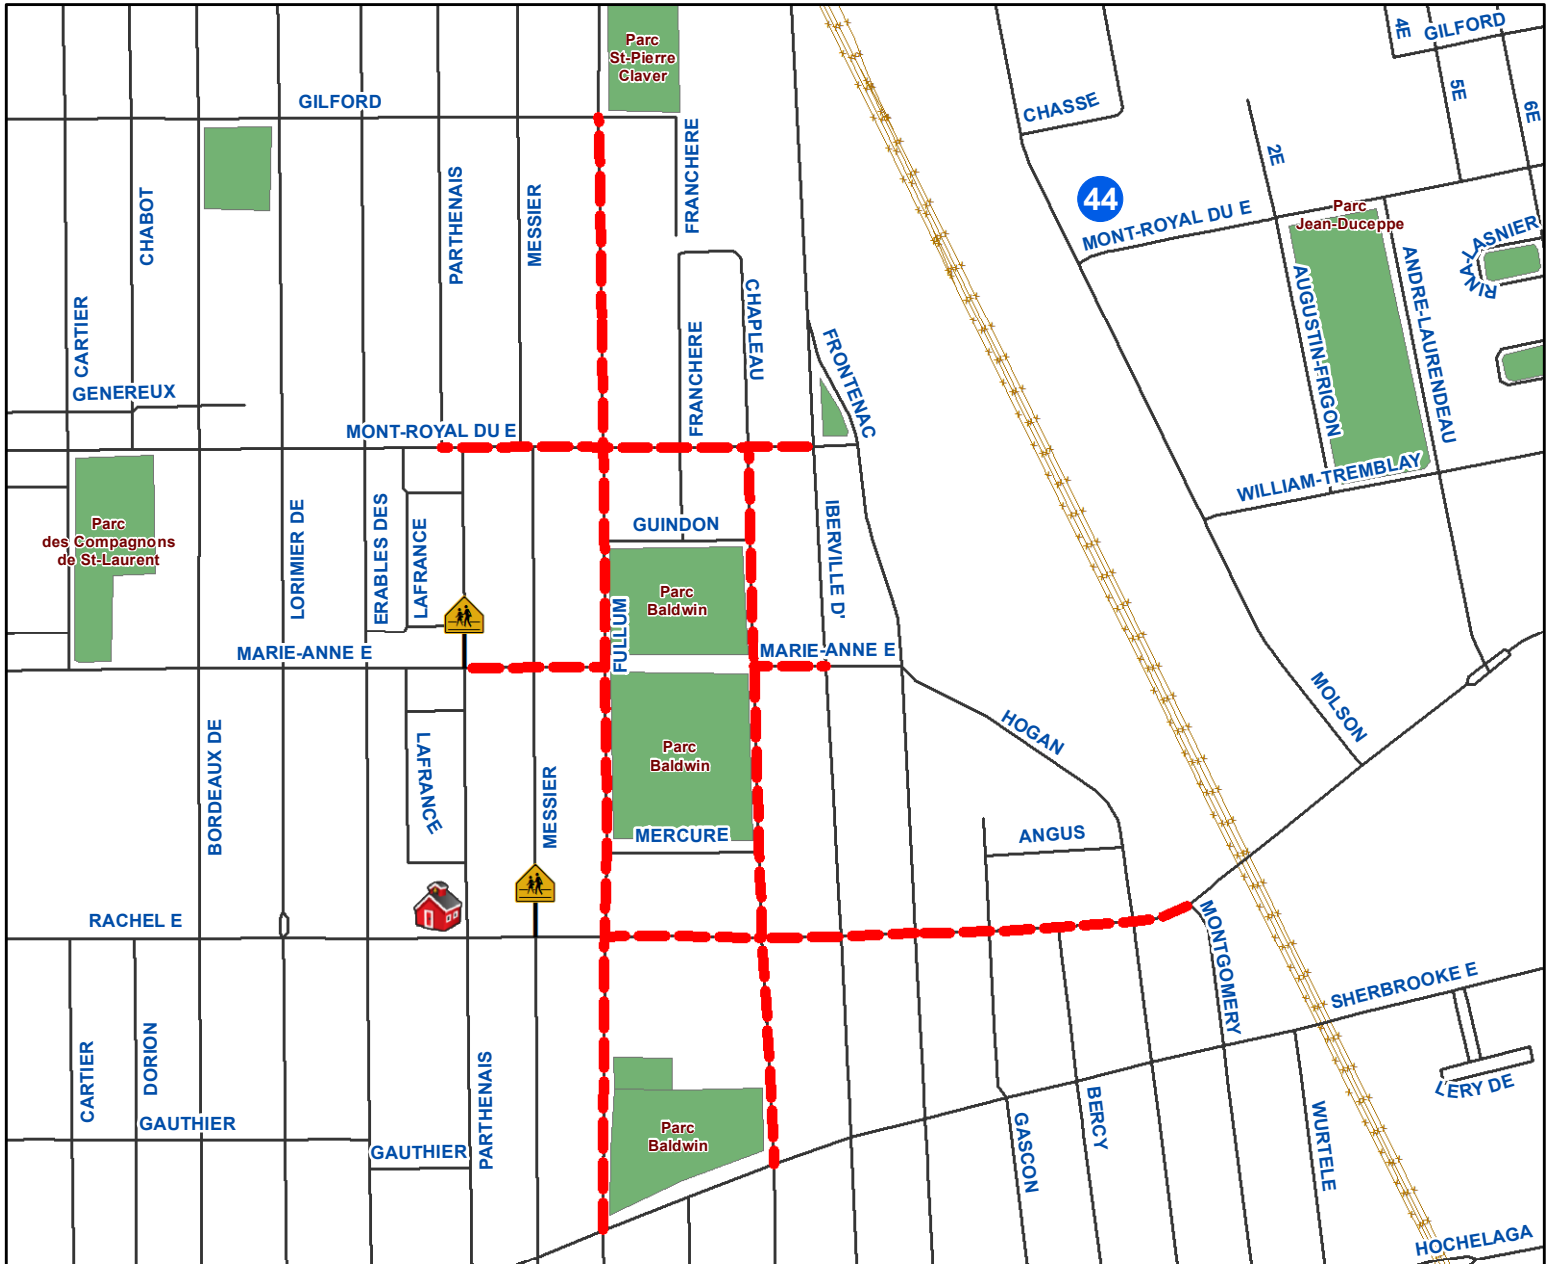 Parc
St-Pierre
Claver
4E
GILFORD
GILFORD
5E
6E
CHASSE
FRANCHERE
2E
CHABOT
PARTHENAIS
MESSIER
44
MONT-ROYAL DU E
Parc
Jean-Duceppe
RINA-LASNIER
ANDRE-LAURENDEAU
AUGUSTIN-FRIGON
CARTIER
CHAPLEAU
FRANCHERE
FRONTENAC
GENEREUX
MONT-ROYAL DU E
WILLIAM-TREMBLAY
Parc
des Compagnons
de St-Laurent
LORIMIER DE
ERABLES DES
LAFRANCE
GUINDON
IBERVILLE D'
Parc
Baldwin
FULLUM
MARIE-ANNE E
MARIE-ANNE E
HOGAN
MOLSON
BORDEAUX DE
LAFRANCE
MESSIER
Parc
Baldwin
MERCURE
ANGUS
RACHEL E
MONTGOMERY
SHERBROOKE E
CARTIER
DORION
PARTHENAIS
GAUTHIER
GAUTHIER
Parc
Baldwin
GASCON
BERCY
WURTELE
LERY DE
HOCHELAGA